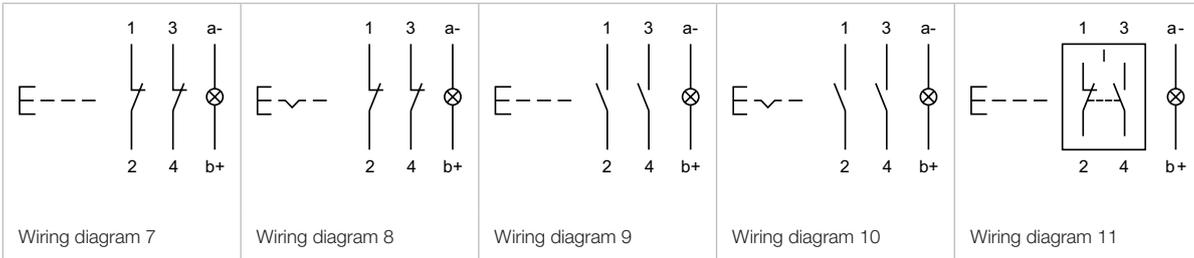 1 3 a- 1 3 a- 1 3 a- 1 3 a- 1 3 a-
2 4 b+ 2 4 b+ 2 4 b+ 2 4 b+ 2 4 b+
Wiring diagram 7 Wiring diagram 8 Wiring diagram 9 Wiring diagram 10 Wiring diagram 11